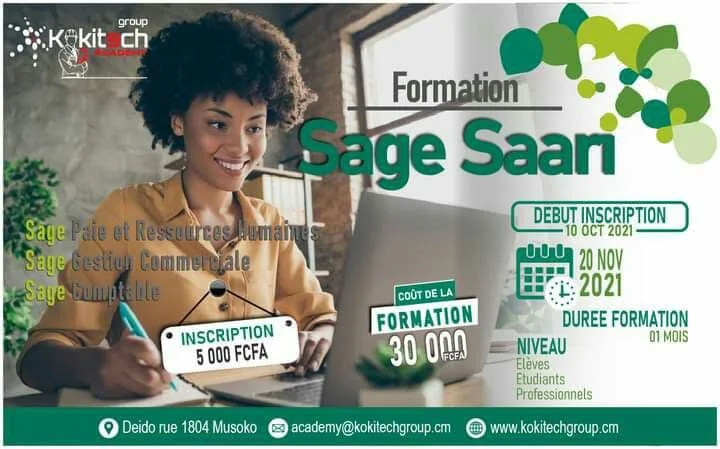 group
Kokitech
ACADEMY
Formation
Sage Saari
Sage Paie et Ressources Humaines
Sage Gestion Commerciale
Sage Comptable
INSCRIPTION
5 000 FCFA
COÛT DE LA
FORMATION
30 000
FCFA
DEBUT INSCRIPTION
10 OCT 2021
20 NOV
2021
DUREE FORMATION
01 MOIS
NIVEAU
Elèves
Etudiants
Professionnels
Deido rue 1804 Musoko
academy@kokitechgroup.cm
www.kokitechgroup.cm